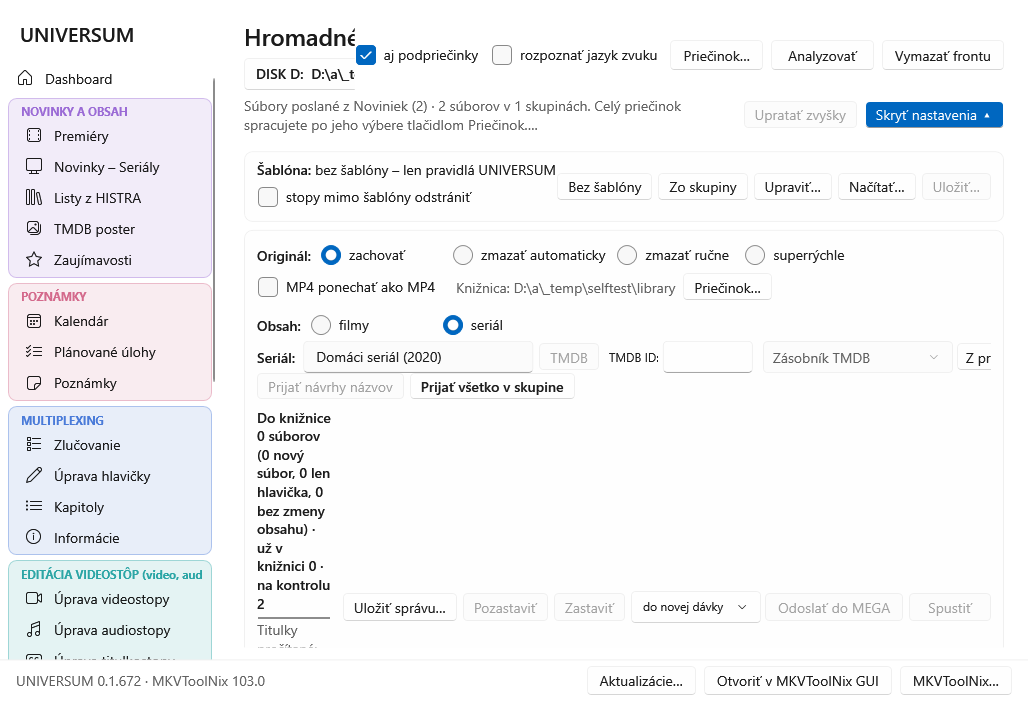 UNIVERSUM
Dashboard
NOVINKY A OBSAH
Premiéry
Novinky – Seriály
Listy z HISTRA
TMDB poster
Zaujímavosti
POZNÁMKY
Kalendár
Plánované úlohy
Poznámky
MULTIPLEXING
Zlučovanie
Úprava hlavičky
Kapitoly
Informácie
EDITÁCIA VIDEOSTÔP (video, aud
Úprava videostopy
Úprava audiostopy
Hromadné
aj podpriečinky
rozpoznať jazyk zvuku
Priečinok...
Analyzovať
Vymazať frontu
DISK D: D:\a\_t
Súbory poslané z Noviniek (2) · 2 súborov v 1 skupinách. Celý priečinok
spracujete po jeho výbere tlačidlom Priečinok....
Upratať zvyšky
Skryť nastavenia
Šablóna: bez šablóny – len pravidlá UNIVERSUM
stopy mimo šablóny odstrániť
Bez šablóny
Zo skupiny
Upraviť...
Načítať...
Uložiť...
Originál:
zachovať
zmazať automaticky
zmazať ručne
superrýchle
MP4 ponechať ako MP4
Knižnica: D:\a\_temp\selftest\library
Priečinok...
Obsah:
filmy
seriál
Seriál:
Domáci seriál (2020)
TMDB
TMDB ID:
Zásobník TMDB
Z pr
Prijať návrhy názvov
Prijať všetko v skupine
Do knižnice
0 súborov
(0 nový
súbor, 0 len
hlavička, 0
bez zmeny
obsahu) ·
už v
knižnici 0 ·
na kontrolu
2
Titulky
Uložiť správu...
Pozastaviť
Zastaviť
do novej dávky
Odoslať do MEGA
Spustiť
UNIVERSUM 0.1.672 · MKVToolNix 103.0
Aktualizácie...
Otvoriť v MKVToolNix GUI
MKVToolNix...